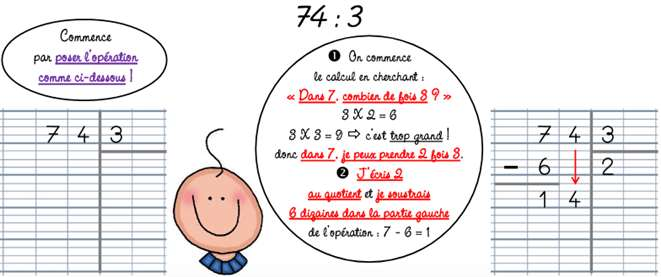 74 : 3
Commence
par poser l'opération
comme ci-dessous !
7 4 3
❶ On commence
le calcul en cherchant :
« Dans 7, combien de fois 3 ? »
3 X 2 = 6
3 X 3 = 9 ⇨ c'est trop grand !
donc dans 7, je peux prendre 2 fois 3.
❷ J'écris 2
au quotient et je soustrais
6 dizaines dans la partie gauche
de l'opération : 7 - 6 = 1
7 4 3
- 6 2
1 4